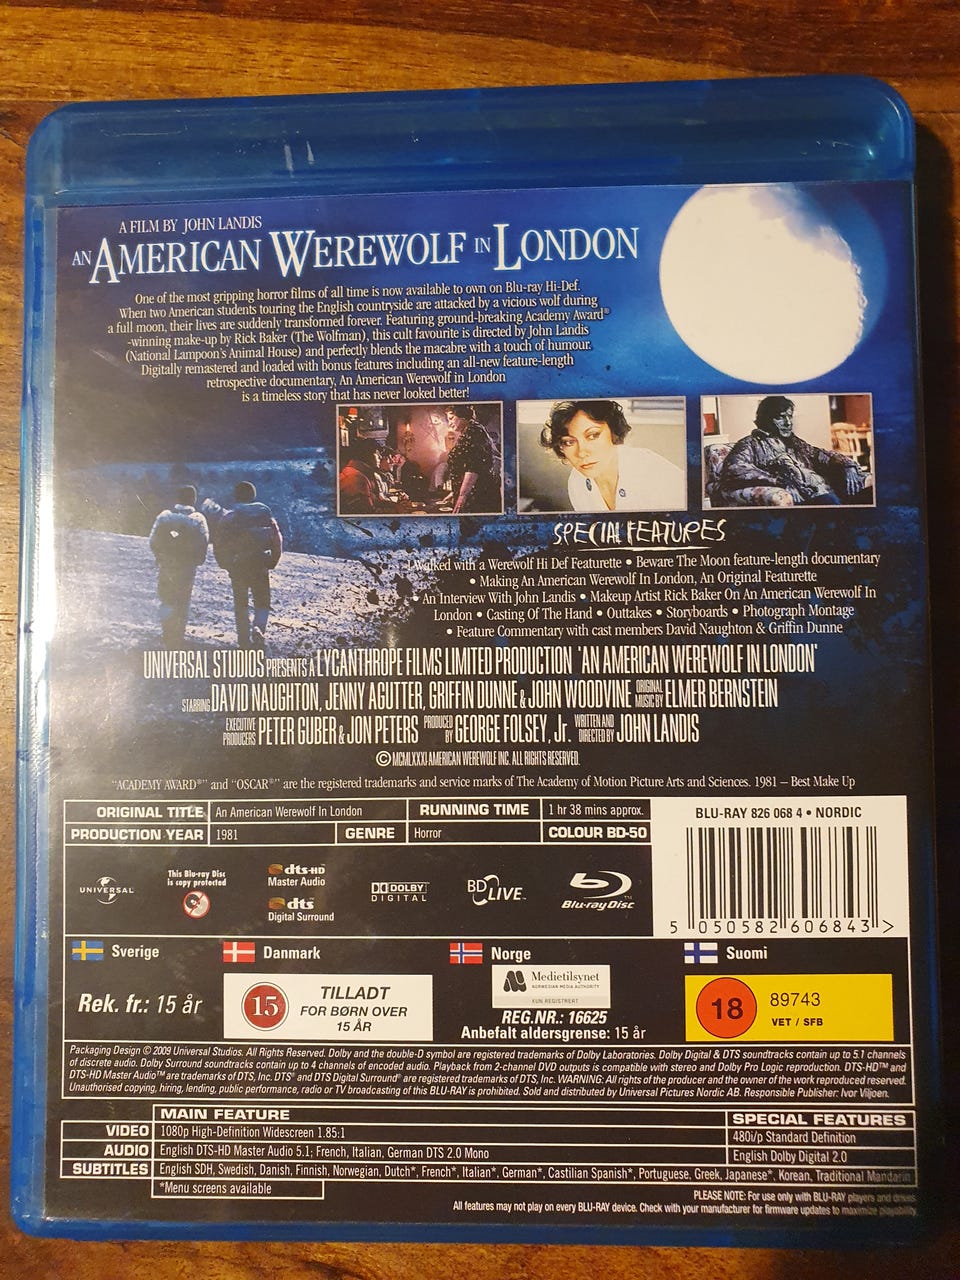 A FILM BY JOHN LANDIS
AN AMERICAN WEREWOLF IN LONDON
One of the most gripping horror films of all time is now available to own on Blu-ray Hi-Def.
When two American students touring the English countryside are attacked by a vicious wolf during
a full moon, their lives are suddenly transformed forever. Featuring ground-breaking Academy Award®
-winning make-up by Rick Baker (The Wolfman), this cult favourite is directed by John Landis
(National Lampoon's Animal House) and perfectly blends the macabre with a touch of humour.
Digitally remastered and loaded with bonus features including an all-new feature-length
retrospective documentary, An American Werewolf in London
is a timeless story that has never looked better!
SPECIAL FEATURES
I Walked with a Werewolf Hi Def Featurette • Beware The Moon feature-length documentary
• Making An American Werewolf In London, An Original Featurette
• An Interview With John Landis • Makeup Artist Rick Baker On An American Werewolf In
London • Casting Of The Hand • Outtakes • Storyboards • Photograph Montage
• Feature Commentary with cast members David Naughton & Griffin Dunne
UNIVERSAL STUDIOS PRESENTS A LYCANTHROPE FILMS LIMITED PRODUCTION 'AN AMERICAN WEREWOLF IN LONDON'
STARRING DAVID NAUGHTON, JENNY AGUTTER, GRIFFIN DUNNE & JOHN WOODVINE ORIGINAL MUSIC BY ELMER BERNSTEIN
EXECUTIVE PRODUCERS PETER GUBER & JON PETERS PRODUCED BY GEORGE FOLSEY, Jr. WRITTEN AND DIRECTED BY JOHN LANDIS
© MCMLXXXI AMERICAN WEREWOLF INC. ALL RIGHTS RESERVED.
"ACADEMY AWARD®" and "OSCAR®" are the registered trademarks and service marks of The Academy of Motion Picture Arts and Sciences. 1981 – Best Make Up
ORIGINAL TITLE An American Werewolf In London RUNNING TIME 1 hr 38 mins approx.
PRODUCTION YEAR 1981 GENRE Horror COLOUR BD-50
BLU-RAY 826 068 4 • NORDIC
5 050582 606843 >
UNIVERSAL
This Blu-ray Disc
is copy protected
dts-HD
Master Audio
dts
Digital Surround
DOLBY
DIGITAL
BD LIVE™
Blu-ray Disc™
Sverige
Danmark
Norge
Suomi
Rek. fr.: 15 år
15
TILLADT
FOR BØRN OVER
15 ÅR
Medietilsynet
NORWEGIAN MEDIA AUTHORITY
KUN REGISTRERT
REG.NR.: 16625
Anbefalt aldersgrense: 15 år
18
89743
VET / SFB
Packaging Design © 2009 Universal Studios. All Rights Reserved. Dolby and the double-D symbol are registered trademarks of Dolby Laboratories. Dolby Digital & DTS soundtracks contain up to 5.1 channels
of discrete audio. Dolby Surround soundtracks contain up to 4 channels of encoded audio. Playback from 2-channel DVD outputs is compatible with stereo and Dolby Pro Logic reproduction. DTS-HD™ and
DTS-HD Master Audio™ are trademarks of DTS, Inc. DTS® and DTS Digital Surround® are registered trademarks of DTS, Inc. WARNING: All rights of the producer and the owner of the work reproduced reserved.
Unauthorised copying, hiring, lending, public performance, radio or TV broadcasting of this BLU-RAY is prohibited. Sold and distributed by Universal Pictures Nordic AB. Responsible Publisher: Ivor Viljoen.
MAIN FEATURE
SPECIAL FEATURES
VIDEO 1080p High-Definition Widescreen 1.85:1
480i/p Standard Definition
AUDIO English DTS-HD Master Audio 5.1; French, Italian, German DTS 2.0 Mono
English Dolby Digital 2.0
SUBTITLES English SDH, Swedish, Danish, Finnish, Norwegian, Dutch*, French*, Italian*, German*, Castilian Spanish*, Portuguese, Greek, Japanese*, Korean, Traditional Mandarin
*Menu screens available
PLEASE NOTE: For use only with BLU-RAY players and drives.
All features may not play on every BLU-RAY device. Check with your manufacturer for firmware updates to maximize playability.